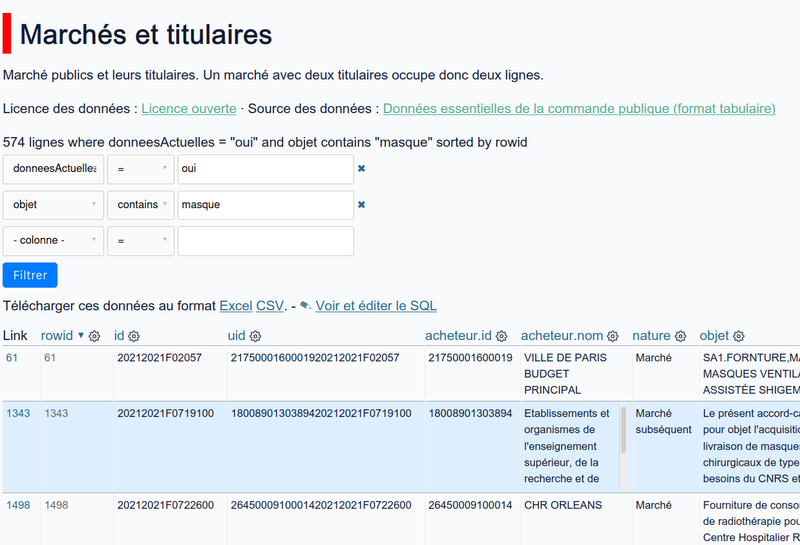 Marchés et titulaires
Marché publics et leurs titulaires. Un marché avec deux titulaires occupe donc deux lignes.
Licence des données : Licence ouverte · Source des données : Données essentielles de la commande publique (format tabulaire)
574 lignes where donneesActuelles = "oui" and objet contains "masque" sorted by rowid
donneesActuelles = oui
objet contains masque
- colonne - =
Filtrer
Télécharger ces données au format Excel CSV. - Voir et éditer le SQL
Link rowid id uid acheteur.id acheteur.nom nature objet
61 61 20212021F02057 2175000160001920212021F02057 21750001600019 VILLE DE PARIS Marché SA1.FORNTURE,MA
BUDGET MASQUES VENTILA
PRINCIPAL ASSISTÉE SHIGEM
1343 1343 20212021F0719100 1800890130389420212021F0719100 18008901303894 Etablissements et Marché Le présent accord-ca
organismes de subséquent pour objet l'acquisiti
l'enseignement livraison de masque
supérieur, de la chirurgicaux de type
recherche et de besoins du CNRS et
1498 1498 20212021F0722600 2645000910001420212021F0722600 26450009100014 CHR ORLEANS Marché Fourniture de conso
de radiothérapie pou
Centre Hospitalier R